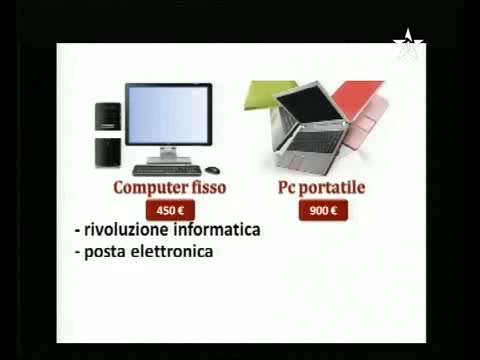 Computer fisso
Pc portatile
450 €
900 €
- rivoluzione informatica
- posta elettronica